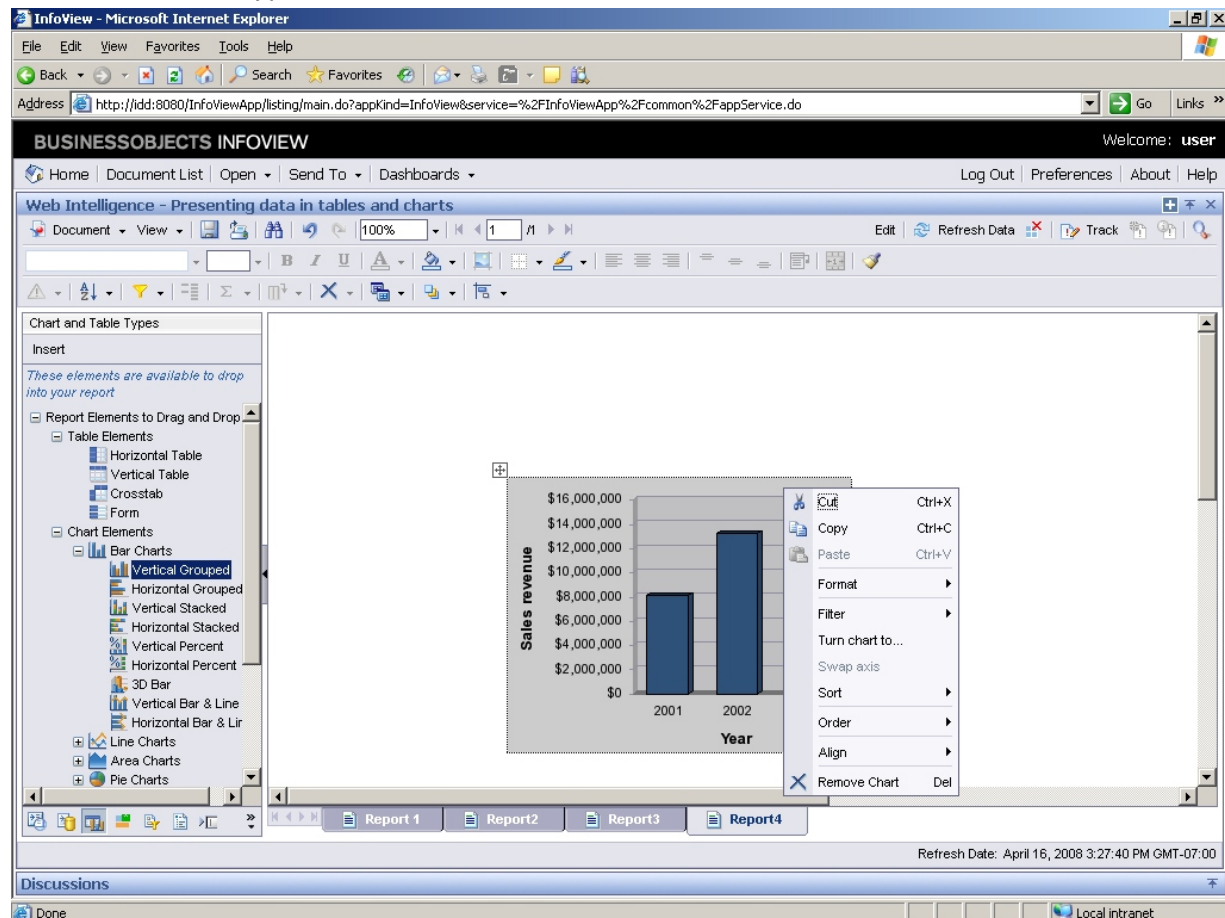 InfoView - Microsoft Internet Explorer
File Edit View Favorites Tools Help
Back Search Favorites
Address http://idd:8080/InfoViewApp/listing/main.do?appKind=InfoView&service=%2FInfoViewApp%2Fcommon%2FappService.do Go Links »
BUSINESSOBJECTS INFOVIEW Welcome: user
Home Document List Open Send To Dashboards Log Out Preferences About Help
Web Intelligence - Presenting data in tables and charts
Document View 100% 1 /1 Edit Refresh Data Track
B I U A
Chart and Table Types
Insert
These elements are available to drop
into your report
Report Elements to Drag and Drop
Table Elements
Horizontal Table
Vertical Table
Crosstab
Form
Chart Elements
Bar Charts
Vertical Grouped
Horizontal Grouped
Vertical Stacked
Horizontal Stacked
Vertical Percent
Horizontal Percent
3D Bar
Vertical Bar & Line
Horizontal Bar & Lir
Line Charts
Area Charts
Pie Charts
Sales revenue
$16,000,000
$14,000,000
$12,000,000
$10,000,000
$8,000,000
$6,000,000
$4,000,000
$2,000,000
$0
2001 2002
Year
Cut Ctrl+X
Copy Ctrl+C
Paste Ctrl+V
Format
Filter
Turn chart to...
Swap axis
Sort
Order
Align
Remove Chart Del
Report 1 Report2 Report3 Report4
Refresh Date: April 16, 2008 3:27:40 PM GMT-07:00
Discussions
Done Local intranet